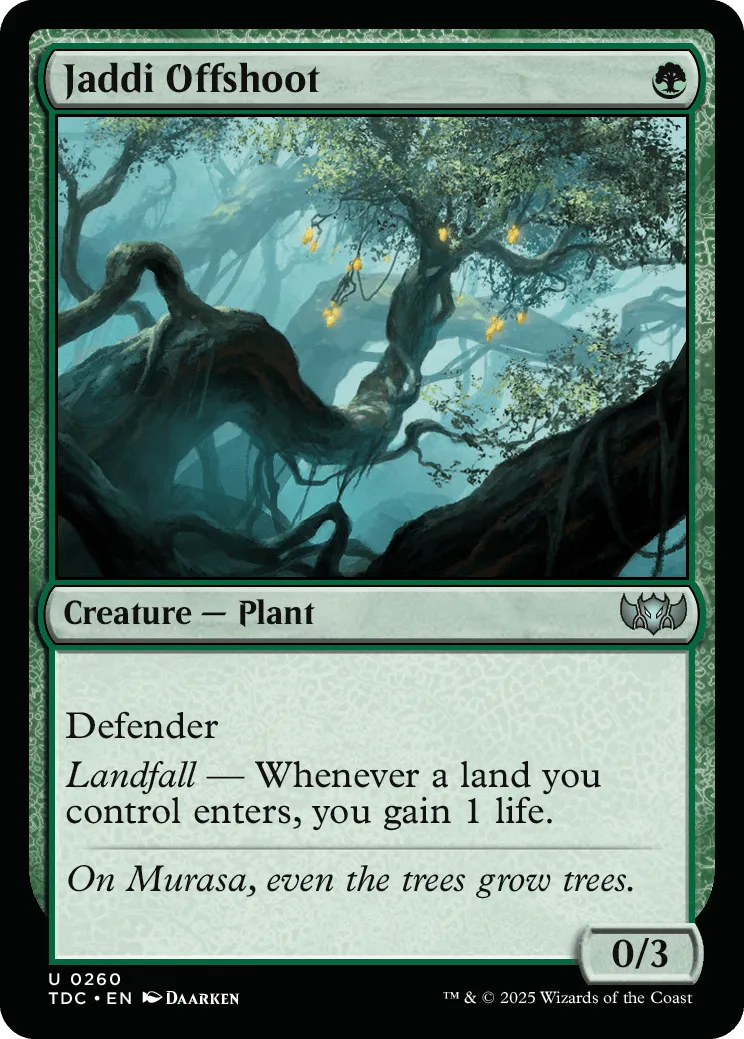 Jaddi Offshoot
Creature — Plant
Defender
Landfall — Whenever a land you
control enters, you gain 1 life.
On Murasa, even the trees grow trees.
0/3
U 0260
TDC • EN DAARKEN
™ & © 2025 Wizards of the Coast